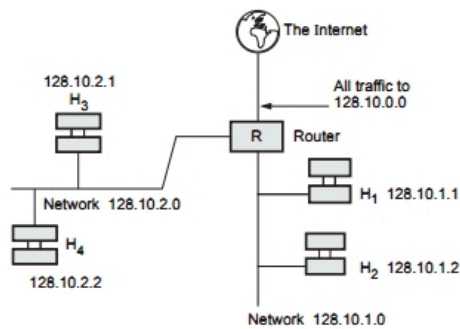 The Internet
128.10.2.1
H3
All traffic to
128.10.0.0
R
Router
H1 128.10.1.1
Network 128.10.2.0
H4
128.10.2.2
H2 128.10.1.2
Network 128.10.1.0